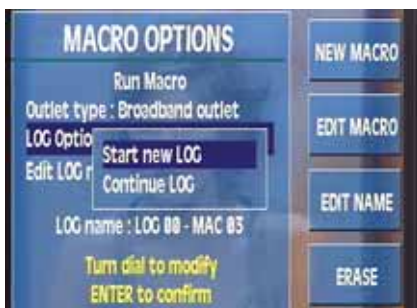 MACRO OPTIONS
NEW MACRO
Run Macro
Outlet type : Broadband outlet
LOG Optio
EDIT MACRO
Start new LOG
Edit LOG
Continue LOG
EDIT NAME
LOG name : LOG 00 - MAC 03
Turn dial to modify
ERASE
ENTER to confirm